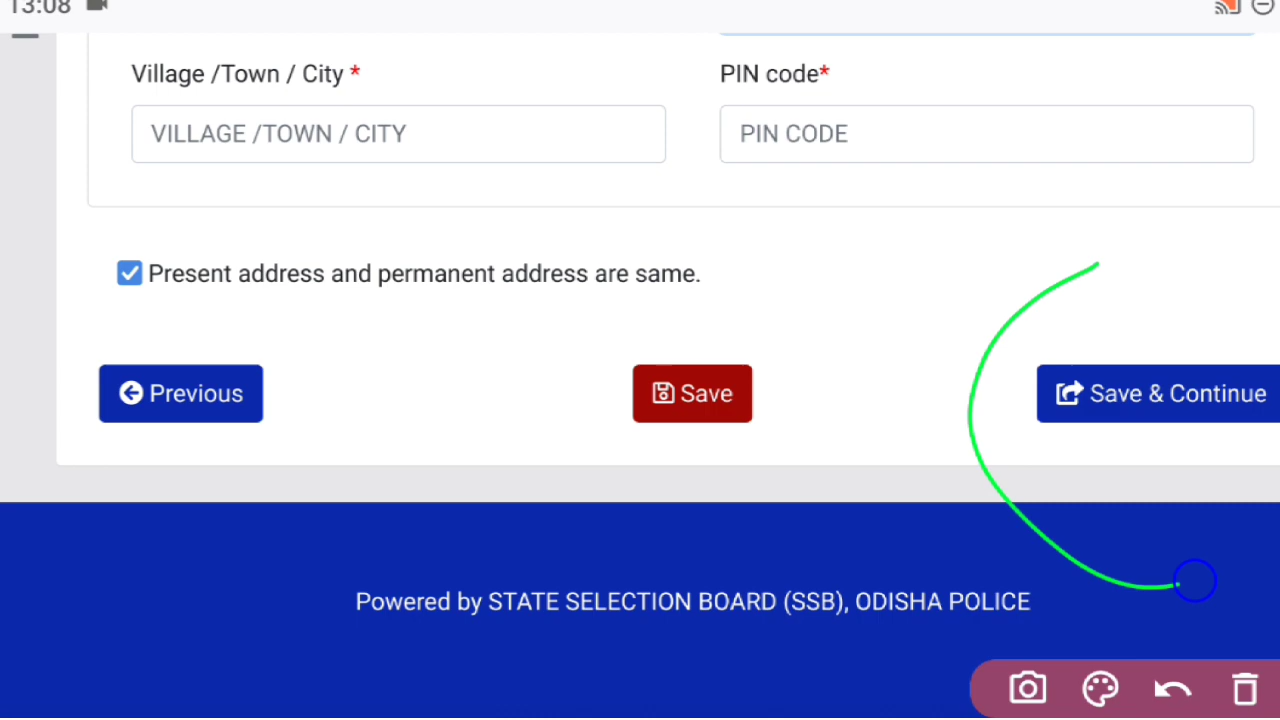 13:08
Village /Town / City *
PIN code*
VILLAGE /TOWN / CITY
PIN CODE
Present address and permanent address are same.
Previous
Save
Save & Continue
Powered by STATE SELECTION BOARD (SSB), ODISHA POLICE